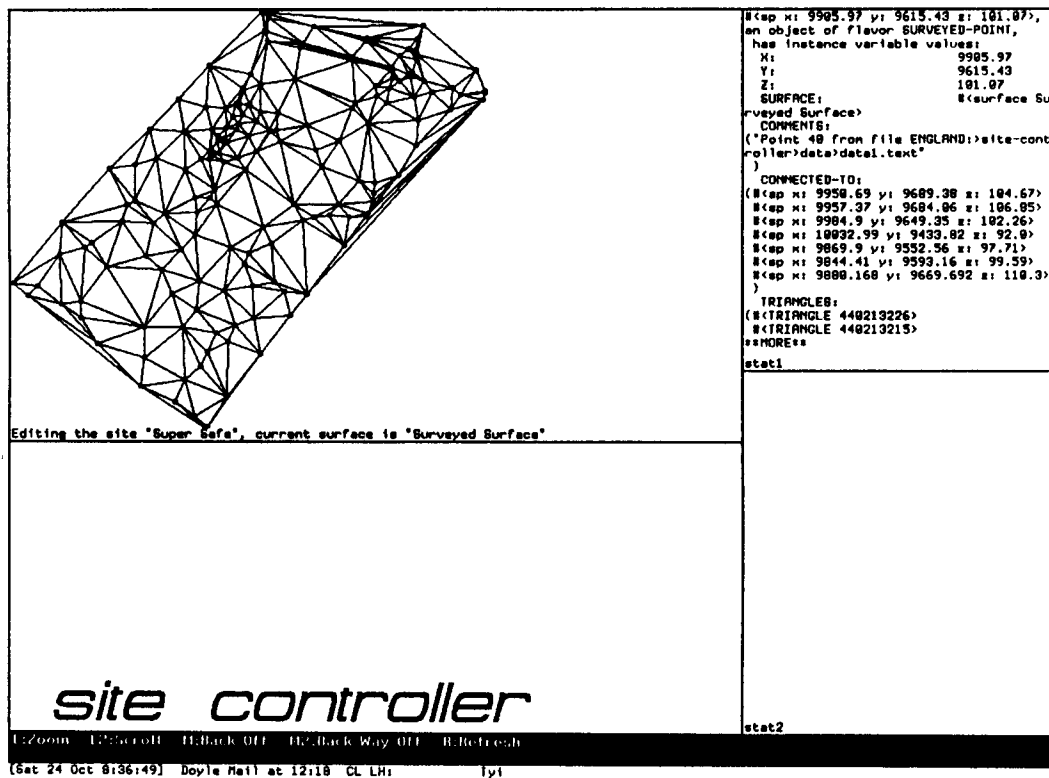 #<sp x: 9905.97 y: 9615.43 z: 101.07>,
an object of flavor SURVEYED-POINT,
has instance variable values:
X: 9905.97
Y: 9615.43
Z: 101.07
SURFACE: #<surface Su
rveyed Surface>
COMMENTS:
("Point 40 from file ENGLAND:>site-cont
roller>data>data1.text"
)
CONNECTED-TO:
(#<sp x: 9950.69 y: 9689.38 z: 104.67>
#<sp x: 9957.37 y: 9684.06 z: 106.85>
#<sp x: 9984.9 y: 9649.35 z: 102.26>
#<sp x: 10032.99 y: 9433.82 z: 92.0>
#<sp x: 9869.9 y: 9552.56 z: 97.71>
#<sp x: 9844.41 y: 9593.16 z: 99.59>
#<sp x: 9880.168 y: 9669.692 z: 110.3>
)
TRIANGLES:
(#<TRIANGLE 440213226>
#<TRIANGLE 440213215>
**MORE**
stat1
Editing the site "Super Safe", current surface is "Surveyed Surface"
site controller
stat2
L:Zoom L2:Scroll M:Back Off M2:Back Way Off R:Refresh
[Sat 24 Oct 8:36:49] Doyle Mail at 12:18 CL LH: Tyi